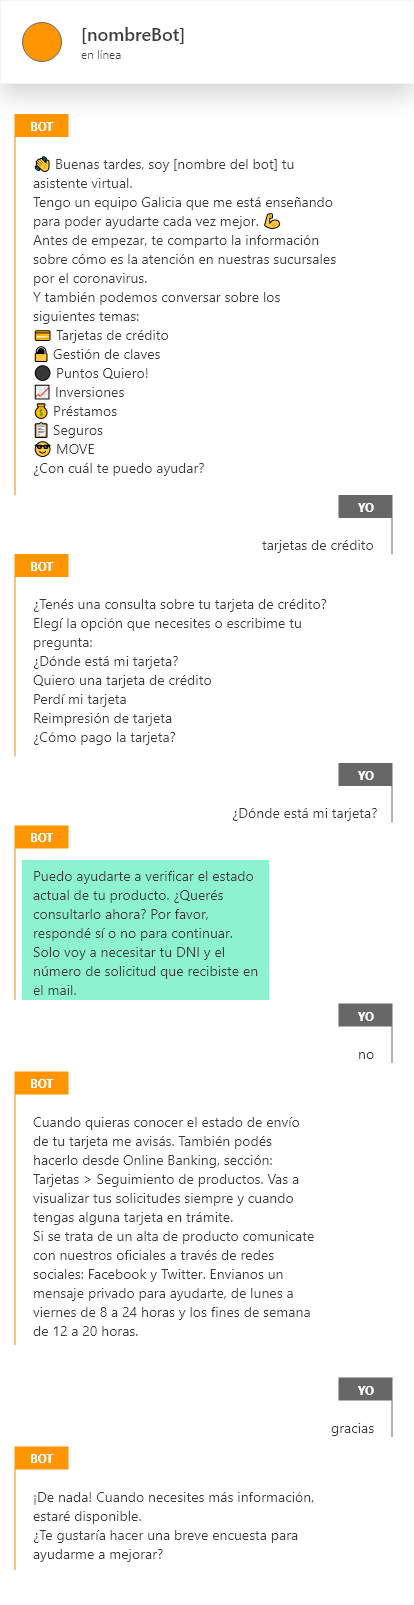 [nombreBot]
en línea
BOT
👏 Buenas tardes, soy [nombre del bot] tu
asistente virtual.
Tengo un equipo Galicia que me está enseñando
para poder ayudarte cada vez mejor. 💪
Antes de empezar, te comparto la información
sobre cómo es la atención en nuestras sucursales
por el coronavirus.
Y también podemos conversar sobre los
siguientes temas:
💳 Tarjetas de crédito
🔒 Gestión de claves
⚫ Puntos Quiero!
📈 Inversiones
💰 Préstamos
📋 Seguros
😎 MOVE
¿Con cuál te puedo ayudar?
YO
tarjetas de crédito
BOT
¿Tenés una consulta sobre tu tarjeta de crédito?
Elegí la opción que necesites o escribime tu
pregunta:
¿Dónde está mi tarjeta?
Quiero una tarjeta de crédito
Perdí mi tarjeta
Reimpresión de tarjeta
¿Cómo pago la tarjeta?
YO
¿Dónde está mi tarjeta?
BOT
Puedo ayudarte a verificar el estado
actual de tu producto. ¿Querés
consultarlo ahora? Por favor,
respondé sí o no para continuar.
Solo voy a necesitar tu DNI y el
número de solicitud que recibiste en
el mail.
YO
no
BOT
Cuando quieras conocer el estado de envío
de tu tarjeta me avisás. También podés
hacerlo desde Online Banking, sección:
Tarjetas > Seguimiento de productos. Vas a
visualizar tus solicitudes siempre y cuando
tengas alguna tarjeta en trámite.
Si se trata de un alta de producto comunicate
con nuestros oficiales a través de redes
sociales: Facebook y Twitter. Envianos un
mensaje privado para ayudarte, de lunes a
viernes de 8 a 24 horas y los fines de semana
de 12 a 20 horas.
YO
gracias
BOT
¡De nada! Cuando necesites más información,
estaré disponible.
¿Te gustaría hacer una breve encuesta para
ayudarme a mejorar?